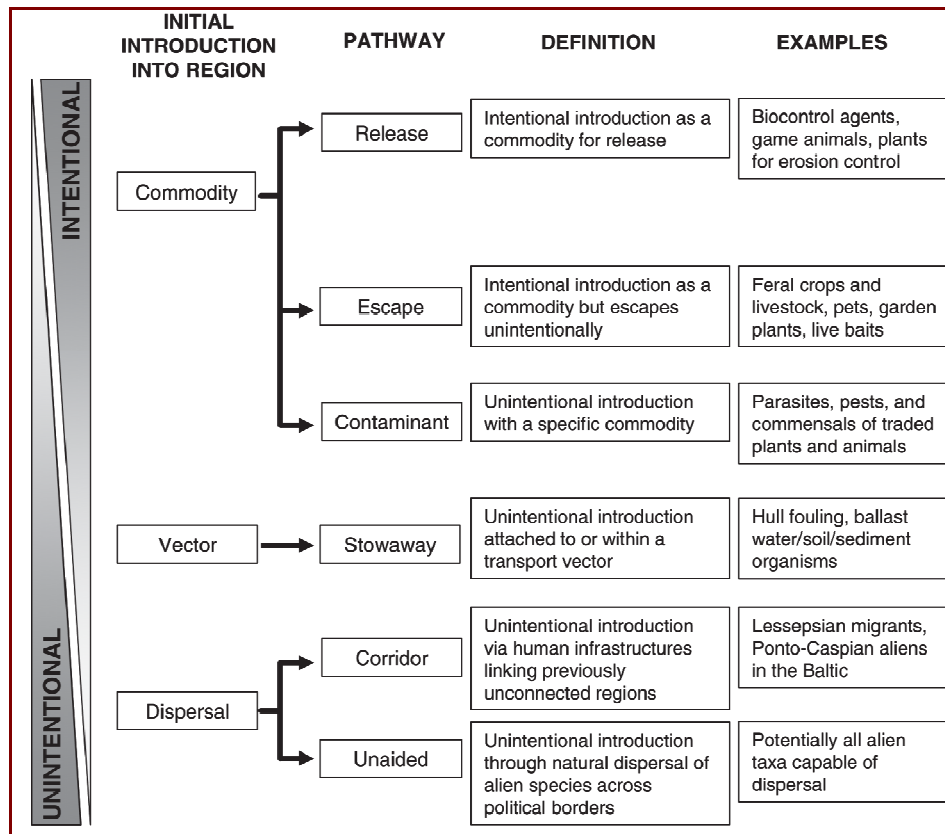 INITIAL
INTRODUCTION
INTO REGION
PATHWAY
DEFINITION
EXAMPLES
INTENTIONAL
UNINTENTIONAL
Commodity
Release
Intentional introduction as a
commodity for release
Biocontrol agents,
game animals, plants
for erosion control
Escape
Intentional introduction as a
commodity but escapes
unintentionally
Feral crops and
livestock, pets, garden
plants, live baits
Contaminant
Unintentional introduction
with a specific commodity
Parasites, pests, and
commensals of traded
plants and animals
Vector
Stowaway
Unintentional introduction
attached to or within a
transport vector
Hull fouling, ballast
water/soil/sediment
organisms
Dispersal
Corridor
Unintentional introduction
via human infrastructures
linking previously
unconnected regions
Lessepsian migrants,
Ponto-Caspian aliens
in the Baltic
Unaided
Unintentional introduction
through natural dispersal of
alien species across
political borders
Potentially all alien
taxa capable of
dispersal